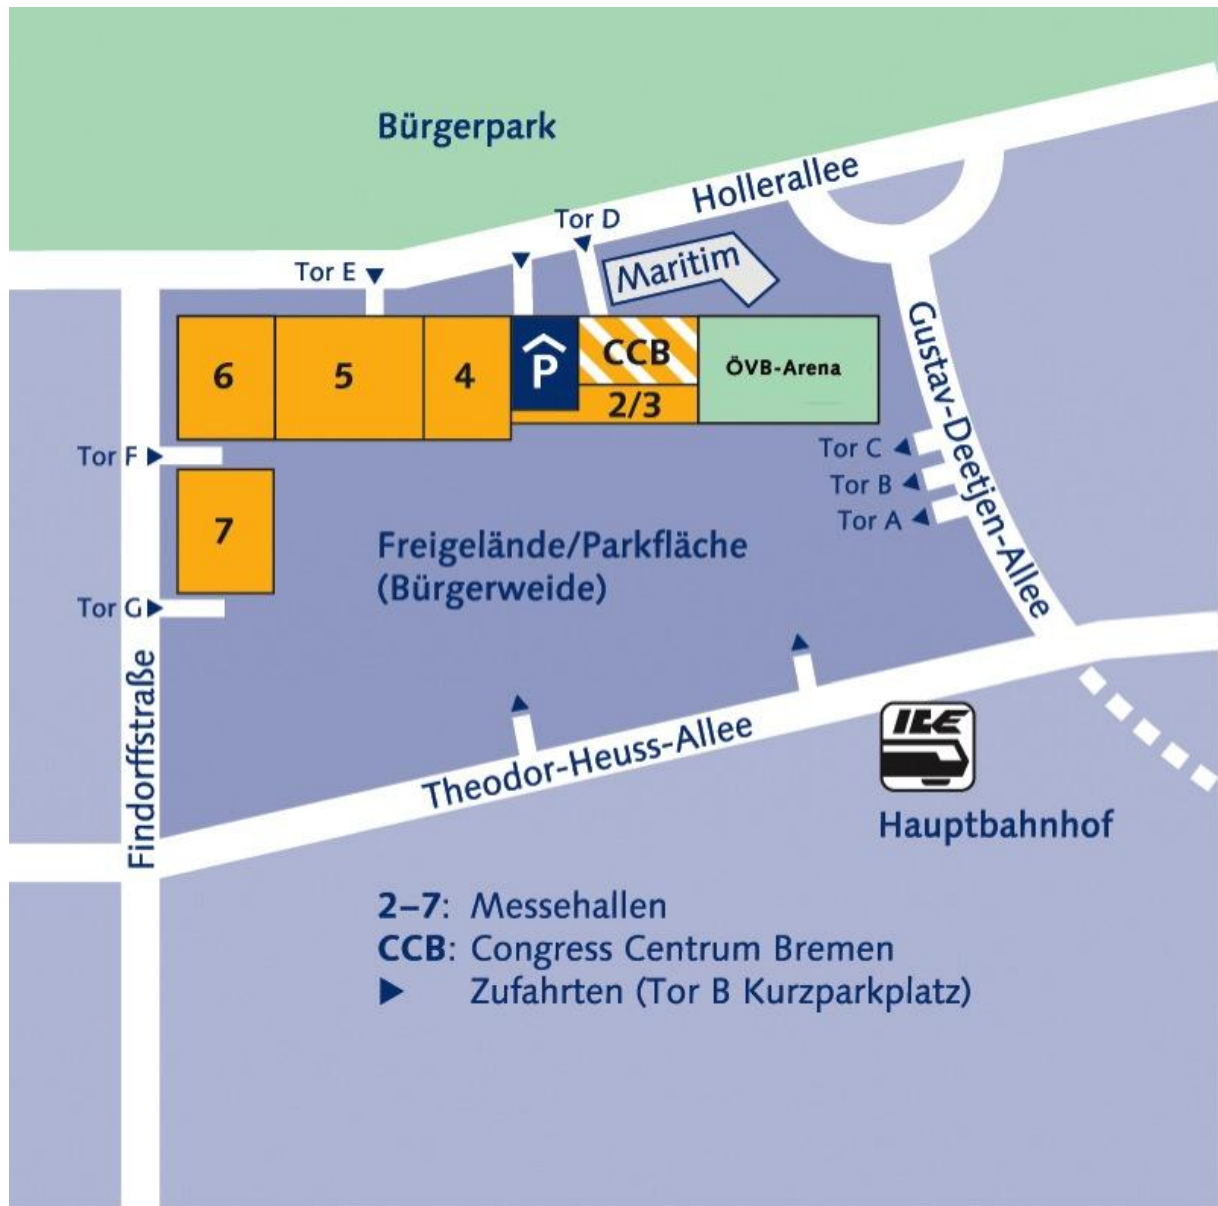 Bürgerpark
Hollerallee
Tor D
Maritim
Tor E
6
5
4
P
CCB
2/3
ÖVB-Arena
Gustav-Deetjen-Allee
Tor F
Tor C
Tor B
Tor A
7
Freigelände/Parkfläche
(Bürgerweide)
Tor G
Findorffstraße
Theodor-Heuss-Allee
ICE
Hauptbahnhof
2–7: Messehallen
CCB: Congress Centrum Bremen
Zufahrten (Tor B Kurzparkplatz)